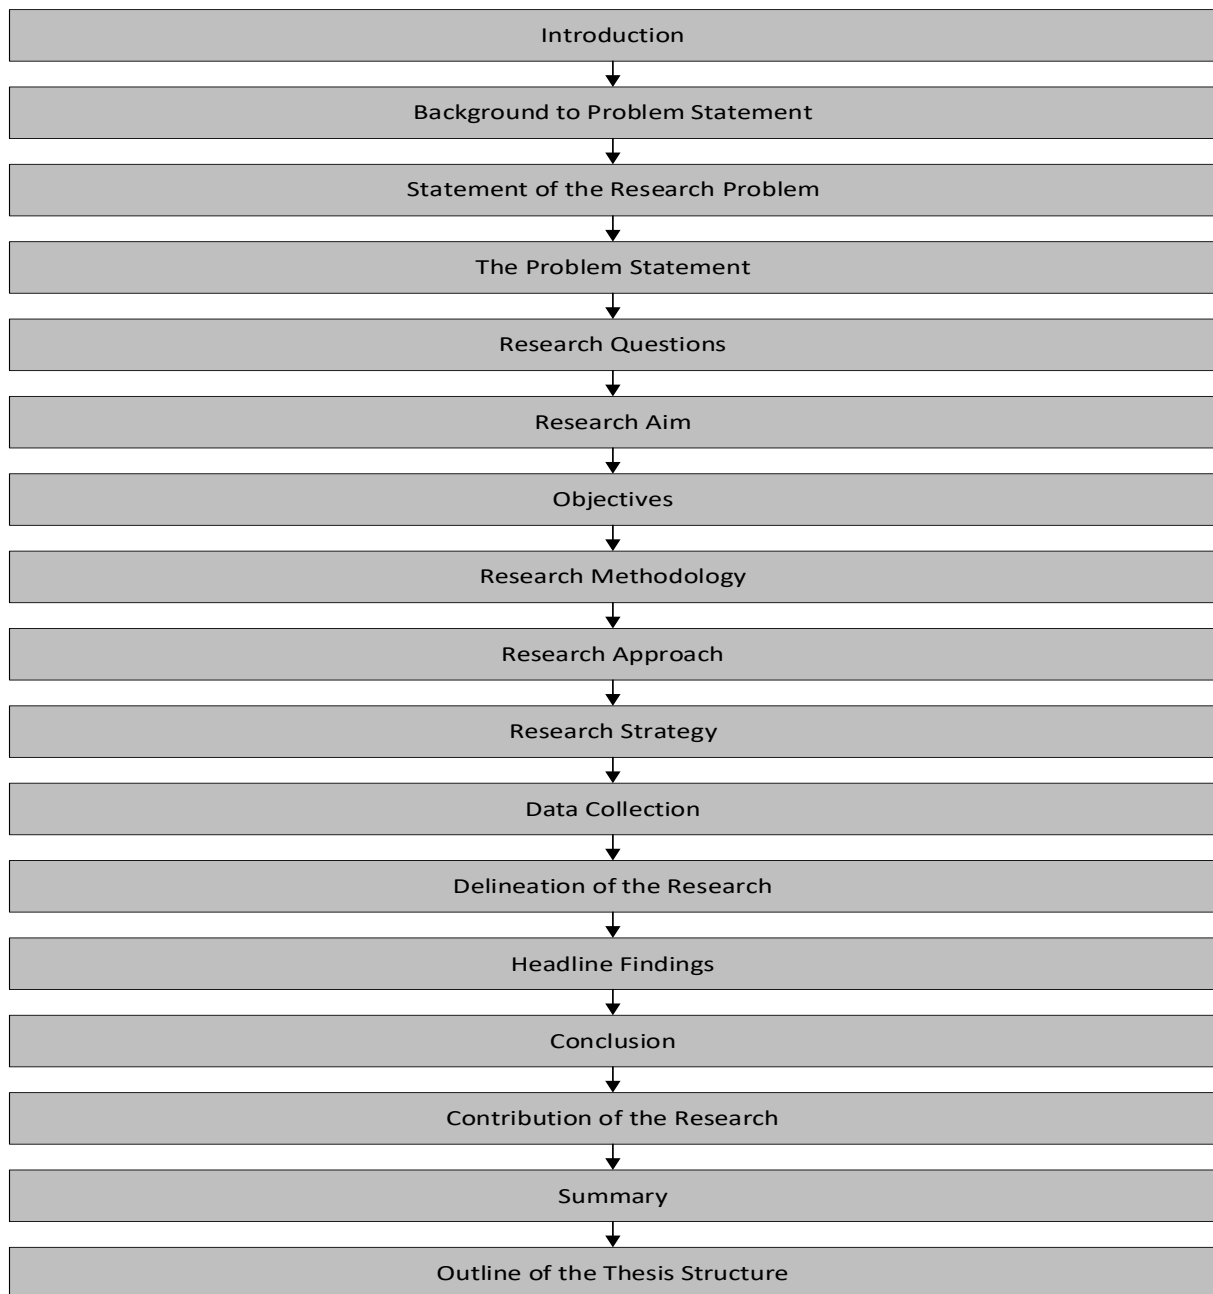 Introduction
Background to Problem Statement
Statement of the Research Problem
The Problem Statement
Research Questions
Research Aim
Objectives
Research Methodology
Research Approach
Research Strategy
Data Collection
Delineation of the Research
Headline Findings
Conclusion
Contribution of the Research
Summary
Outline of the Thesis Structure